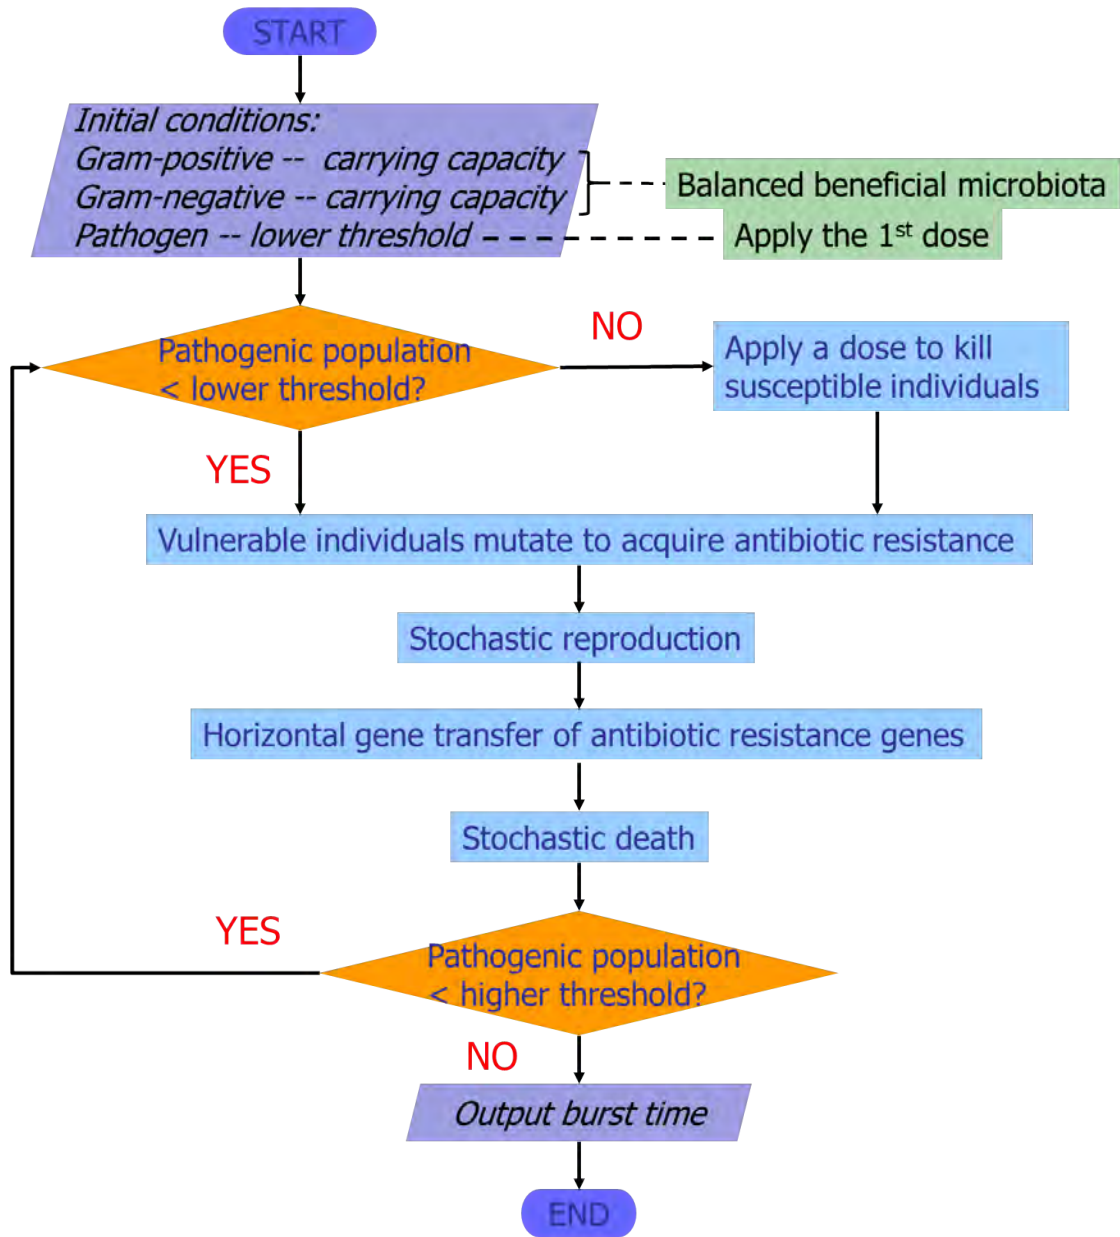 START
Initial conditions:
Gram-positive -- carrying capacity
Gram-negative -- carrying capacity
Pathogen -- lower threshold
Balanced beneficial microbiota
Apply the 1st dose
Pathogenic population
< lower threshold?
NO
Apply a dose to kill
susceptible individuals
YES
Vulnerable individuals mutate to acquire antibiotic resistance
Stochastic reproduction
Horizontal gene transfer of antibiotic resistance genes
Stochastic death
YES
Pathogenic population
< higher threshold?
NO
Output burst time
END